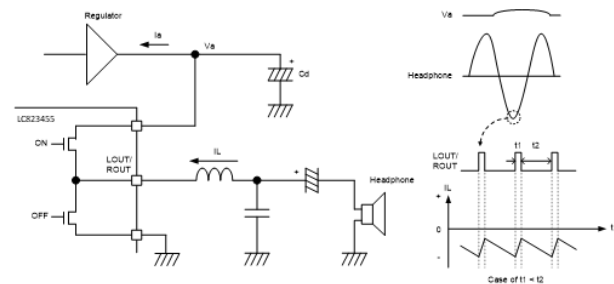 Regulator
Ia
Va
+
Cd
LC823455
ON
LOUT/
ROUT
IL
+
Headphone
OFF
Va
Headphone
t1
t2
LOUT/
ROUT
+ IL
0
t
-
Case of t1 < t2